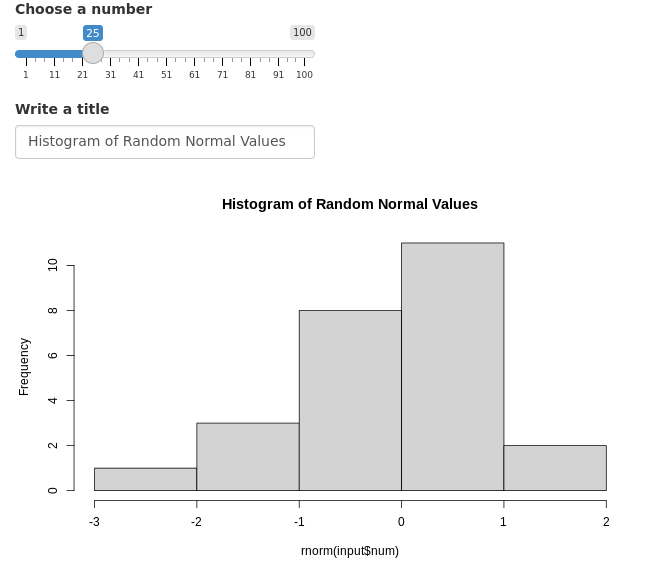 Choose a number
1 25 100
1 11 21 31 41 51 61 71 81 91 100
Write a title
Histogram of Random Normal Values
Histogram of Random Normal Values
Frequency
10
8
6
4
2
0
-3 -2 -1 0 1 2
rnorm(input$num)